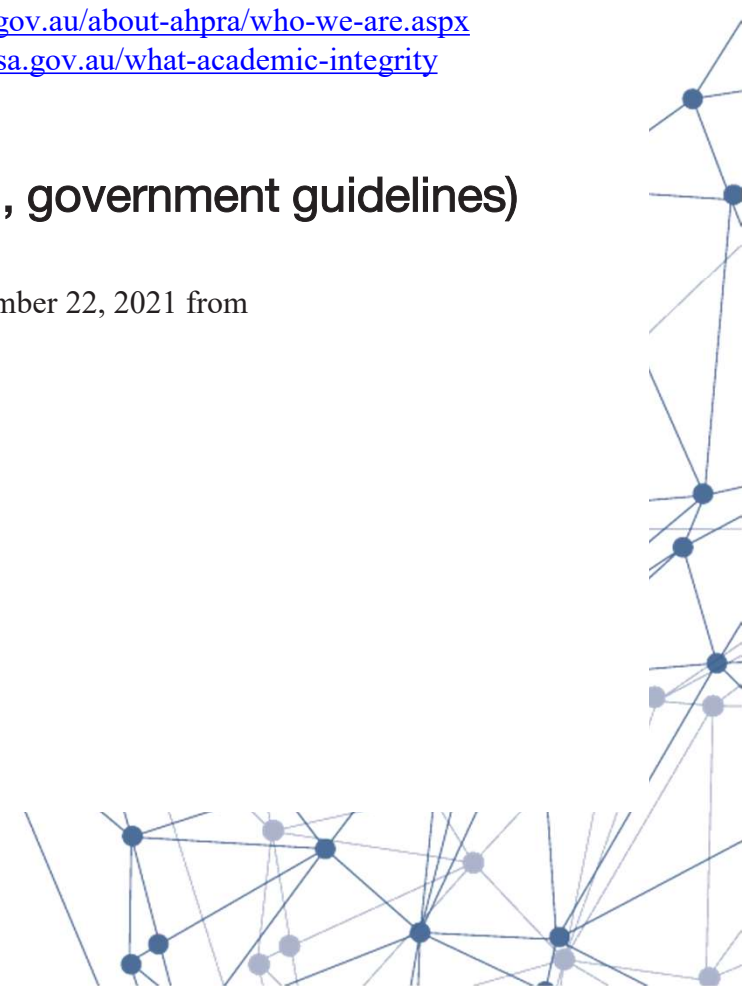 gov.au/about-ahpra/who-we-are.aspx
sa.gov.au/what-academic-integrity
, government guidelines)
mber 22, 2021 from